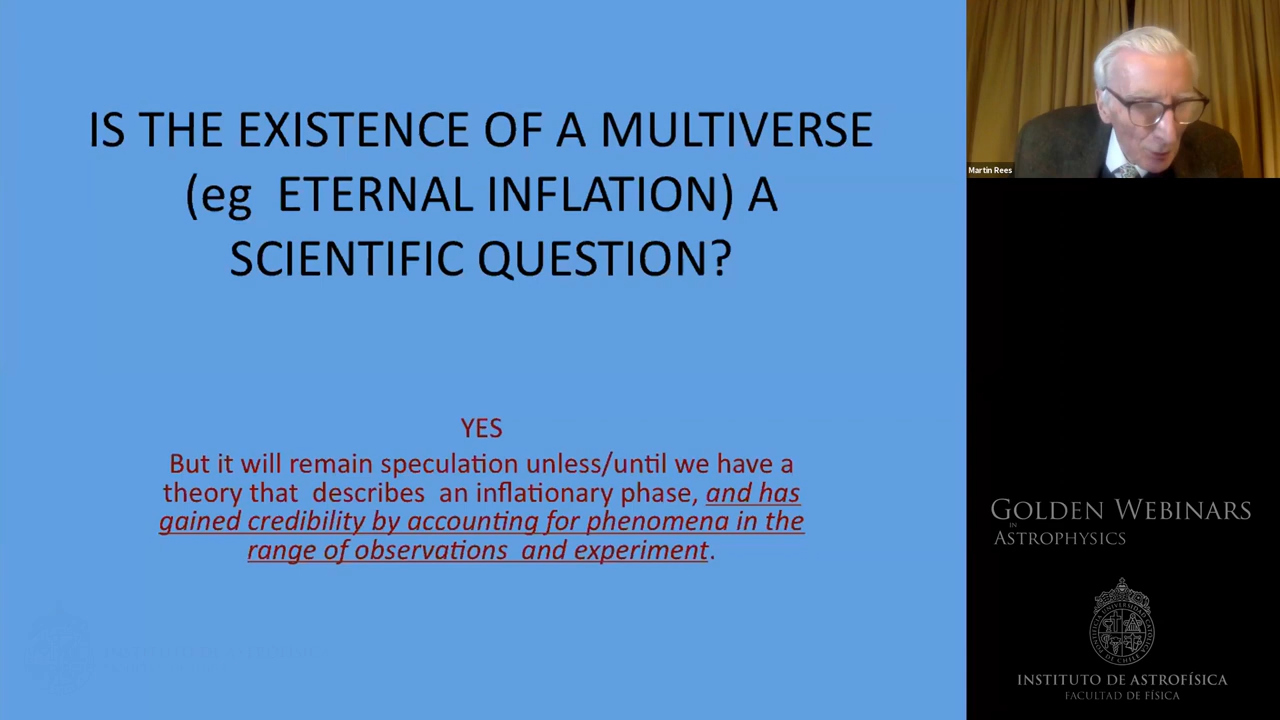 IS THE EXISTENCE OF A MULTIVERSE
(eg ETERNAL INFLATION) A
SCIENTIFIC QUESTION?
YES
But it will remain speculation unless/until we have a
theory that describes an inflationary phase, and has
gained credibility by accounting for phenomena in the
range of observations and experiment.
Martin Rees
GOLDEN WEBINARS
IN
ASTROPHYSICS
INSTITUTO DE ASTROFÍSICA
FACULTAD DE FÍSICA